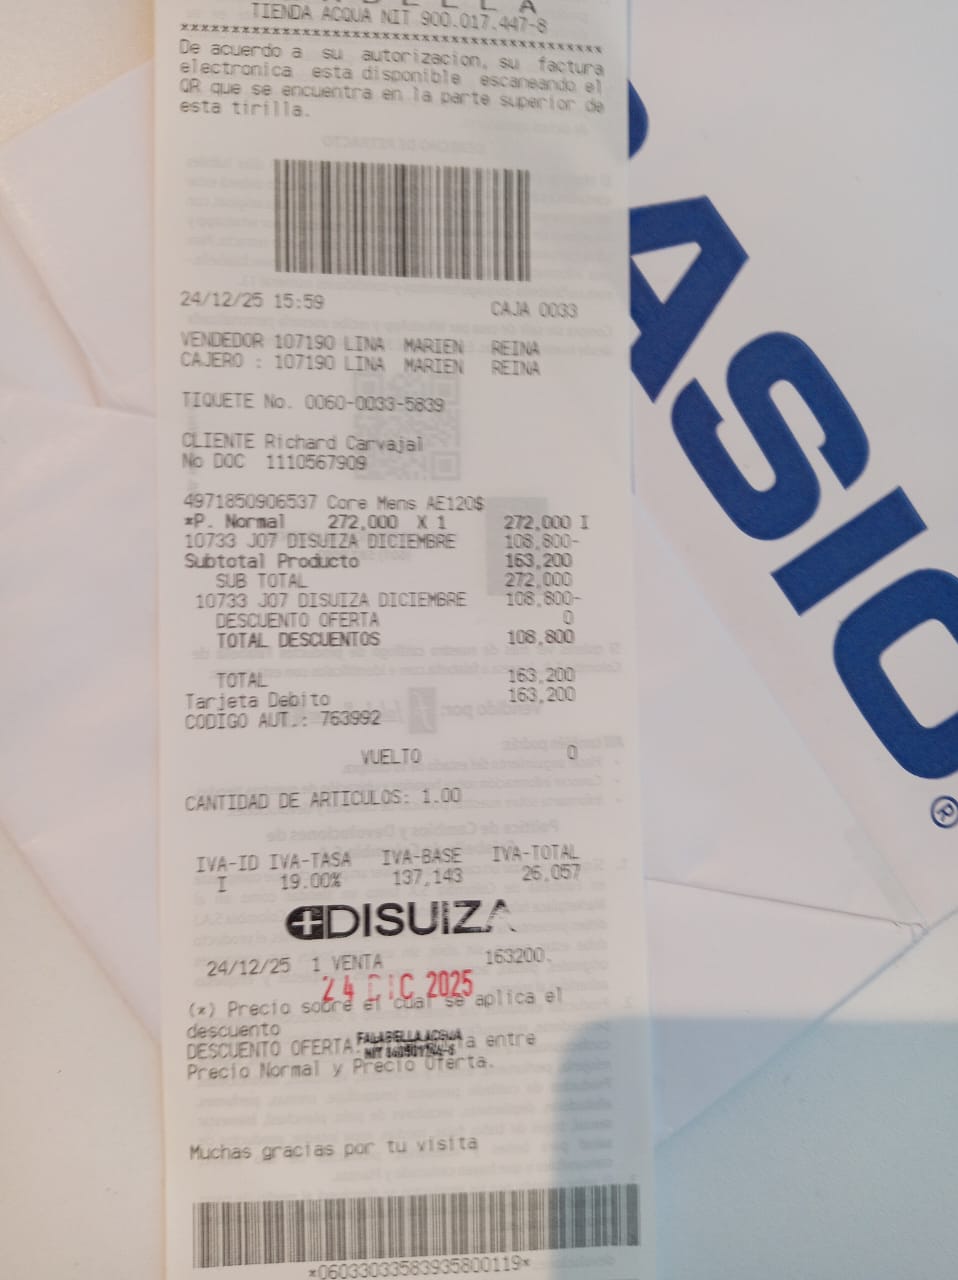 TIENDA ACQUA NIT 900.017.447-8
xxxxxxxxxxxxxxxxxxxxxxxxxxxxxxxxxxxxxxxxxx
De acuerdo a su autorizacion, su factura
electronica esta disponible escaneando el
QR que se encuentra en la parte superior de
esta tirilla.
24/12/25 15:59 CAJA 0033
VENDEDOR 107190 LINA MARIEN REINA
CAJERO : 107190 LINA MARIEN REINA
TIQUETE No. 0060-0033-5839
CLIENTE Richard Carvajal
No DOC 1110567909
4971850906537 Core Mens AE120$
*P. Normal 272,000 X 1 272,000 I
10733 J07 DISUIZA DICIEMBRE 108,800-
Subtotal Producto 163,200
SUB TOTAL 272,000
10733 J07 DISUIZA DICIEMBRE 108,800-
DESCUENTO OFERTA 0
TOTAL DESCUENTOS 108,800
TOTAL 163,200
Tarjeta Debito 163,200
CODIGO AUT.: 763992
VUELTO 0
CANTIDAD DE ARTICULOS: 1.00
IVA-ID IVA-TASA IVA-BASE IVA-TOTAL
I 19.00% 137,143 26,057
DISUIZA
24/12/25 1 VENTA 163200.
24 DIC 2025
(*) Precio sobre el cual se aplica el
descuento
DESCUENTO OFERTA entre
FALABELLA ACQUA
Precio Normal y Precio Oferta.
Muchas gracias por tu visita
*06033033583935800119*
CASIO
®